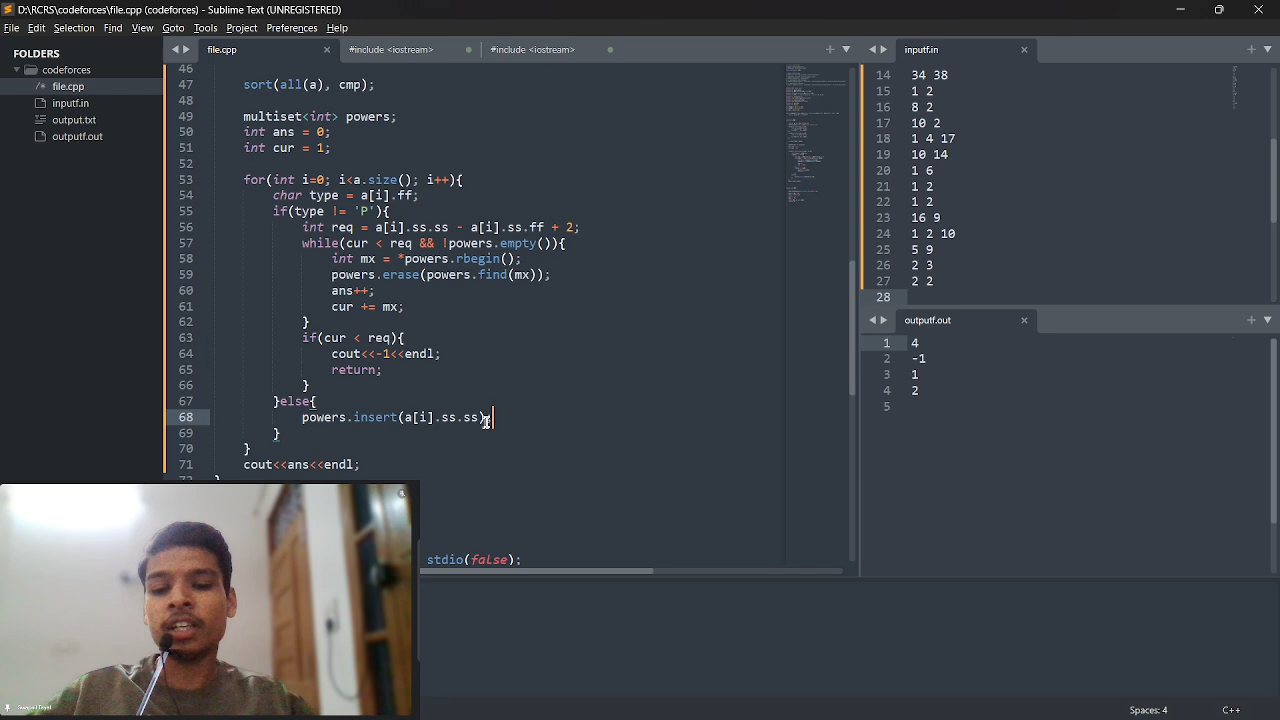 D:\RCRS\codeforces\file.cpp (codeforces) - Sublime Text (UNREGISTERED)
File Edit Selection Find View Goto Tools Project Preferences Help
FOLDERS
codeforces
file.cpp
inputf.in
output.txt
outputf.out
file.cpp
#include <iostream>
#include <iostream>
46
47 sort(all(a), cmp);
48
49 multiset<int> powers;
50 int ans = 0;
51 int cur = 1;
52
53 for(int i=0; i<a.size(); i++){
54 char type = a[i].ff;
55 if(type != 'P'){
56 int req = a[i].ss.ss - a[i].ss.ff + 2;
57 while(cur < req && !powers.empty()){
58 int mx = *powers.rbegin();
59 powers.erase(powers.find(mx));
60 ans++;
61 cur += mx;
62 }
63 if(cur < req){
64 cout<<-1<<endl;
65 return;
66 }
67 }else{
68 powers.insert(a[i].ss.ss);
69 }
70 }
71 cout<<ans<<endl;
stdio(false);
inputf.in
14 34 38
15 1 2
16 8 2
17 10 2
18 1 4 17
19 10 14
20 1 6
21 1 2
22 1 2
23 16 9
24 1 2 10
25 5 9
26 2 3
27 2 2
28
outputf.out
1 4
2 -1
3 1
4 2
5
Spaces: 4
C++